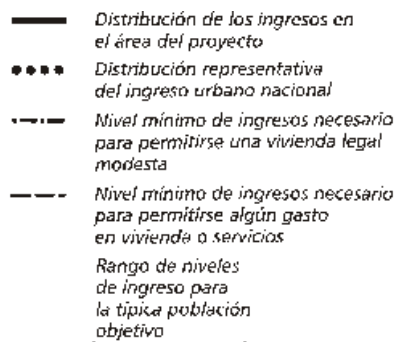 Distribución de los ingresos en
el área del proyecto
Distribución representativa
del ingreso urbano nacional
Nivel mínimo de ingresos necesario
para permitirse una vivienda legal
modesta
Nivel mínimo de ingresos necesario
para permitirse algún gasto
en vivienda o servicios
Rango de niveles
de ingreso para
la típica población
objetivo